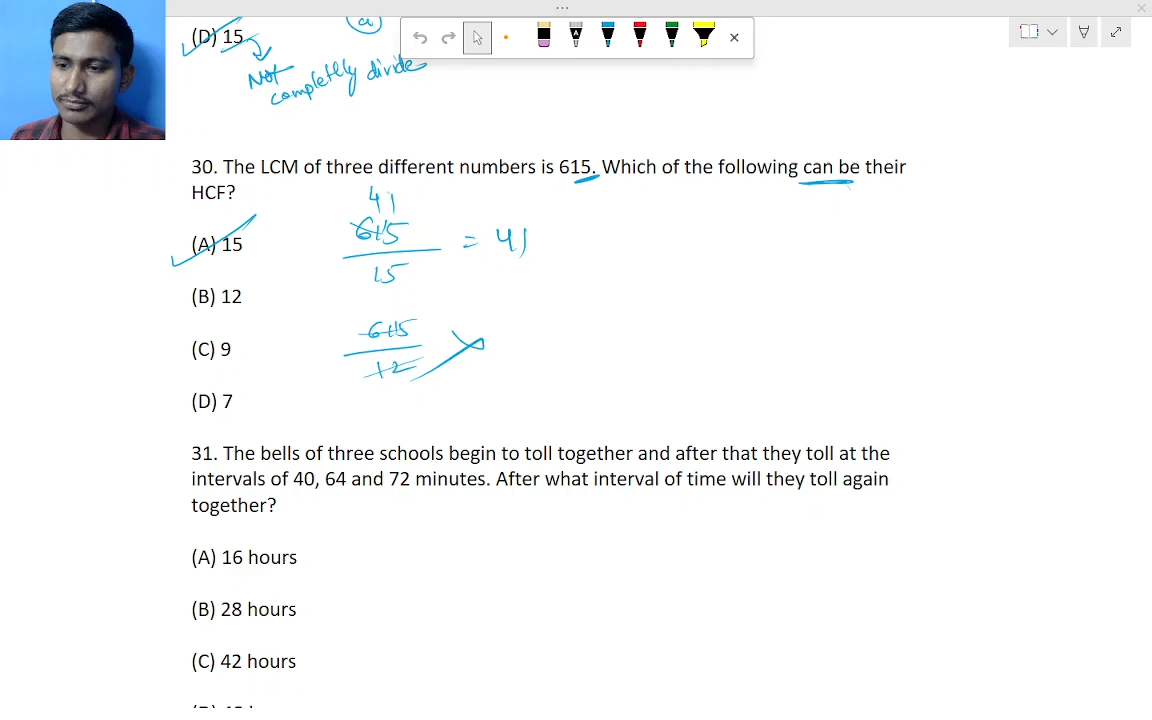 (D) 15
Not
completly divide
30. The LCM of three different numbers is 615. Which of the following can be their
HCF?
41
(A) 15
615
= 41
15
(B) 12
615
(C) 9
12
(D) 7
31. The bells of three schools begin to toll together and after that they toll at the
intervals of 40, 64 and 72 minutes. After what interval of time will they toll again
together?
(A) 16 hours
(B) 28 hours
(C) 42 hours